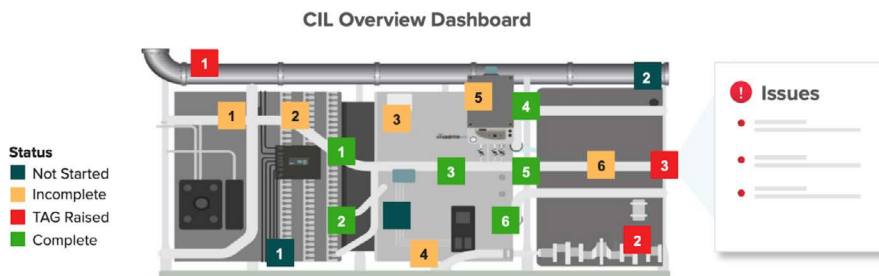 CIL Overview Dashboard
1
2
5
! Issues
3
4
1
2
1
3
5
6
3
Status
Not Started
Incomplete
TAG Raised
Complete
2
6
2
1
4